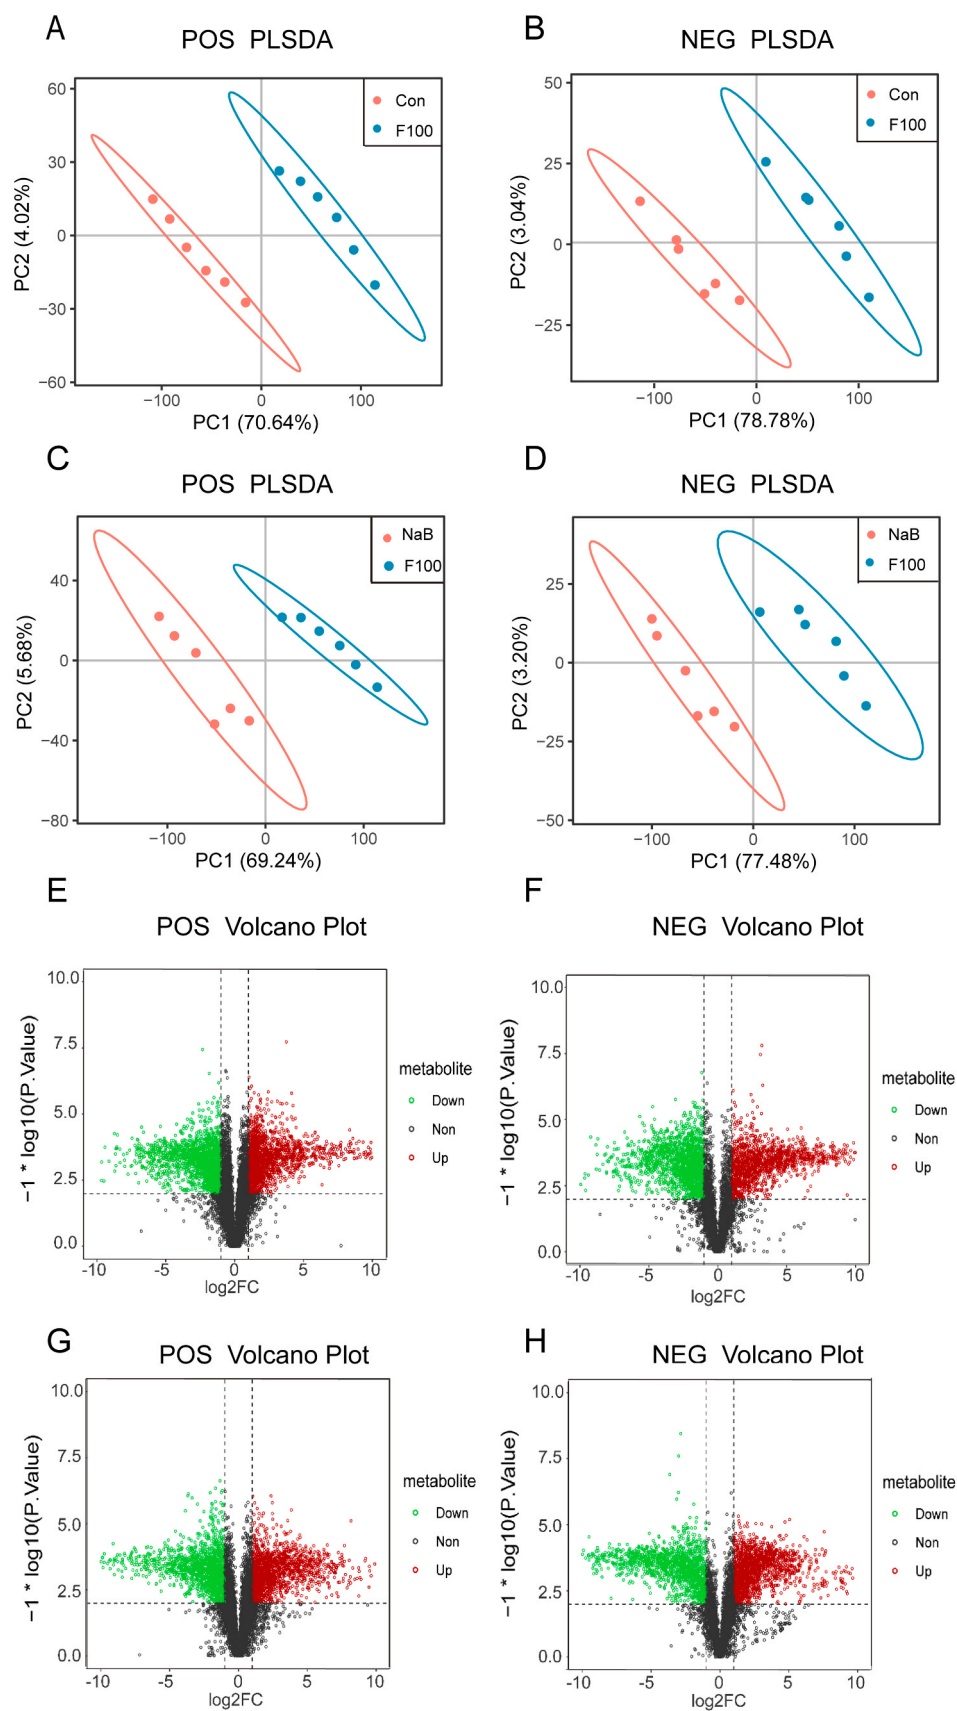 A
POS PLSDA
Con
F100
60
30
0
−30
−60
PC2 (4.02%)
−100
0
100
PC1 (70.64%)
B
NEG PLSDA
Con
F100
50
25
0
−25
PC2 (3.04%)
−100
0
100
PC1 (78.78%)
C
POS PLSDA
NaB
F100
40
0
−40
−80
PC2 (5.68%)
−100
0
100
PC1 (69.24%)
D
NEG PLSDA
NaB
F100
25
0
−25
−50
PC2 (3.20%)
−100
0
100
PC1 (77.48%)
E
POS Volcano Plot
10.0
7.5
5.0
2.5
0.0
−1 * log10(P.Value)
-10
-5
0
5
10
log2FC
metabolite
Down
Non
Up
F
NEG Volcano Plot
10.0
7.5
5.0
2.5
0.0
−1 * log10(P.Value)
-10
-5
0
5
10
log2FC
metabolite
Down
Non
Up
G
POS Volcano Plot
10.0
7.5
5.0
2.5
0.0
−1 * log10(P.Value)
-10
-5
0
5
10
log2FC
metabolite
Down
Non
Up
H
NEG Volcano Plot
10.0
7.5
5.0
2.5
0.0
−1 * log10(P.Value)
-10
-5
0
5
10
log2FC
metabolite
Down
Non
Up